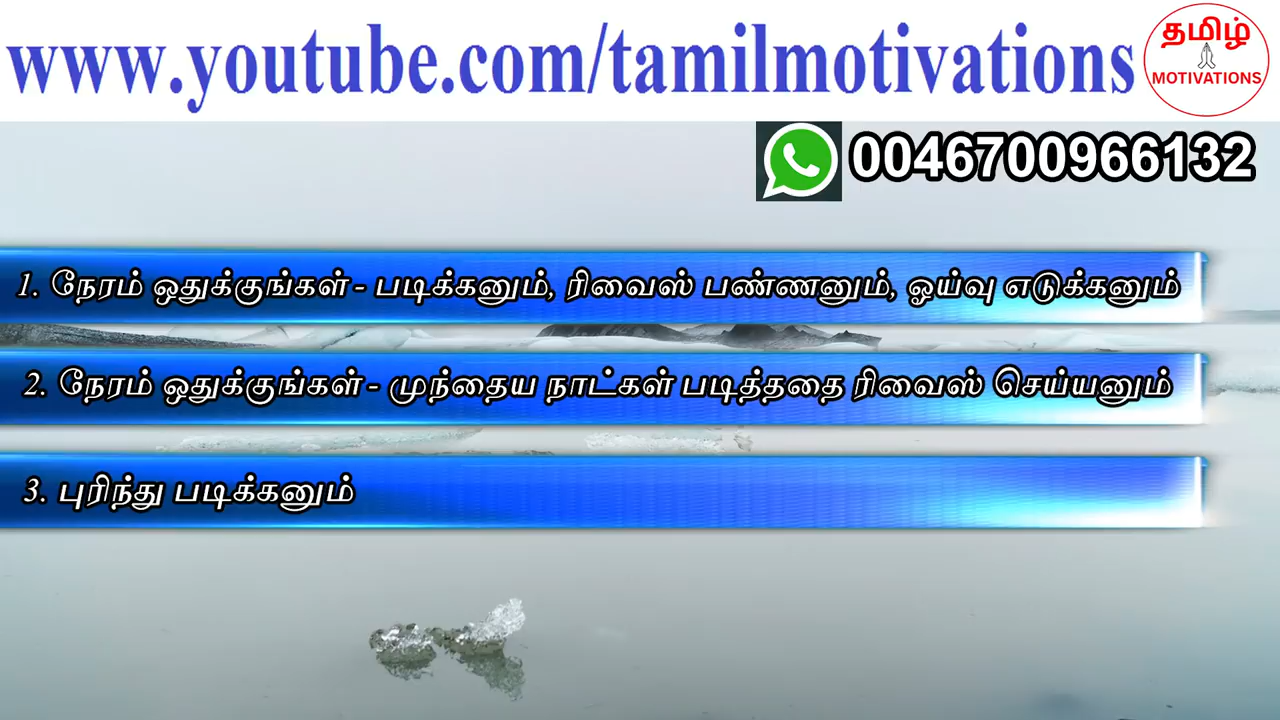 www.youtube.com/tamilmotivations
தமிழ்
MOTIVATIONS
0046700966132
1. நேரம் ஒதுக்குங்கள் - படிக்கனும், ரிவைஸ் பண்ணனும், ஓய்வு எடுக்கனும்
2. நேரம் ஒதுக்குங்கள் - முந்தைய நாட்கள் படித்ததை ரிவைஸ் செய்யனும்
3. புரிந்து படிக்கனும்